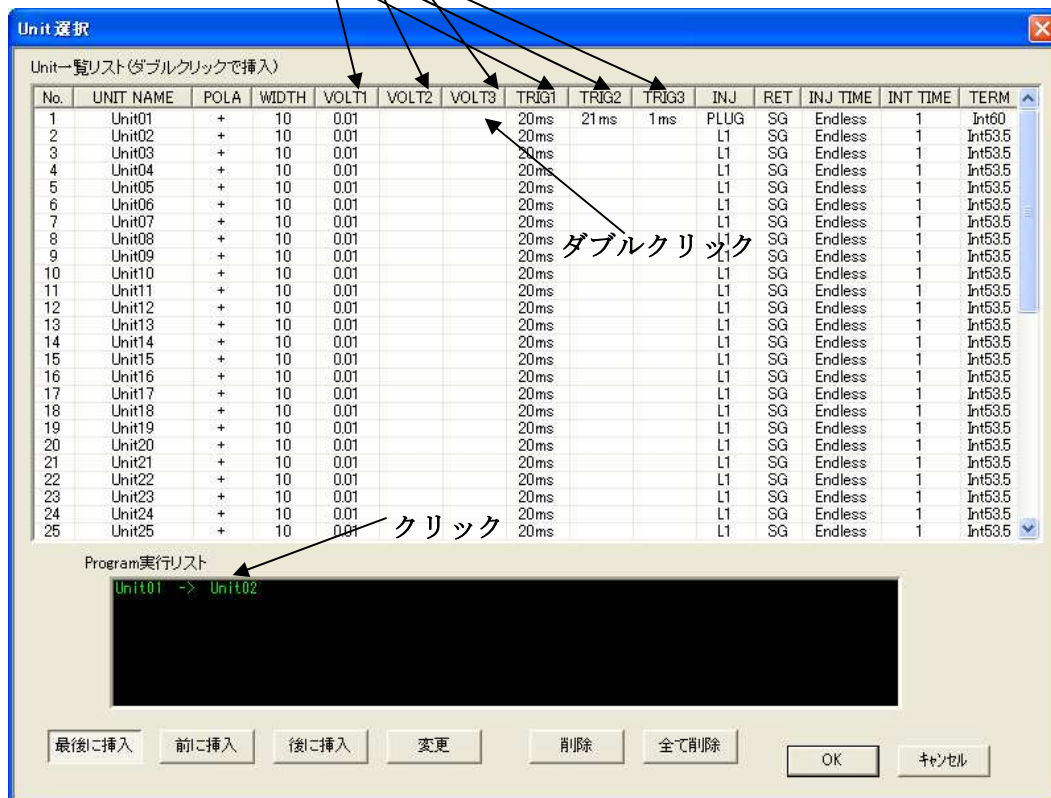 Unit選択
Unit一覧リスト(ダブルクリックで挿入)
No. UNIT NAME POLA WIDTH VOLT1 VOLT2 VOLT3 TRIG1 TRIG2 TRIG3 INJ RET INJ TIME INT TIME TERM
1 Unit01 + 10 0.01 20ms 21ms 1ms PLUG SG Endless 1 Int60
2 Unit02 + 10 0.01 20ms L1 SG Endless 1 Int53.5
3 Unit03 + 10 0.01 20ms L1 SG Endless 1 Int53.5
4 Unit04 + 10 0.01 20ms L1 SG Endless 1 Int53.5
5 Unit05 + 10 0.01 20ms L1 SG Endless 1 Int53.5
6 Unit06 + 10 0.01 20ms L1 SG Endless 1 Int53.5
7 Unit07 + 10 0.01 20ms L1 SG Endless 1 Int53.5
8 Unit08 + 10 0.01 20ms L1 SG Endless 1 Int53.5
ダブルクリック
9 Unit09 + 10 0.01 20ms L1 SG Endless 1 Int53.5
10 Unit10 + 10 0.01 20ms L1 SG Endless 1 Int53.5
11 Unit11 + 10 0.01 20ms L1 SG Endless 1 Int53.5
12 Unit12 + 10 0.01 20ms L1 SG Endless 1 Int53.5
13 Unit13 + 10 0.01 20ms L1 SG Endless 1 Int53.5
14 Unit14 + 10 0.01 20ms L1 SG Endless 1 Int53.5
15 Unit15 + 10 0.01 20ms L1 SG Endless 1 Int53.5
16 Unit16 + 10 0.01 20ms L1 SG Endless 1 Int53.5
17 Unit17 + 10 0.01 20ms L1 SG Endless 1 Int53.5
18 Unit18 + 10 0.01 20ms L1 SG Endless 1 Int53.5
19 Unit19 + 10 0.01 20ms L1 SG Endless 1 Int53.5
20 Unit20 + 10 0.01 20ms L1 SG Endless 1 Int53.5
21 Unit21 + 10 0.01 20ms L1 SG Endless 1 Int53.5
22 Unit22 + 10 0.01 20ms L1 SG Endless 1 Int53.5
23 Unit23 + 10 0.01 20ms L1 SG Endless 1 Int53.5
24 Unit24 + 10 0.01 20ms L1 SG Endless 1 Int53.5
25 Unit25 + 10 0.01 20ms L1 SG Endless 1 Int53.5
クリック
Program実行リスト
Unit01 -> Unit02
最後に挿入 前に挿入 後に挿入 変更 削除 全て削除 OK キャンセル